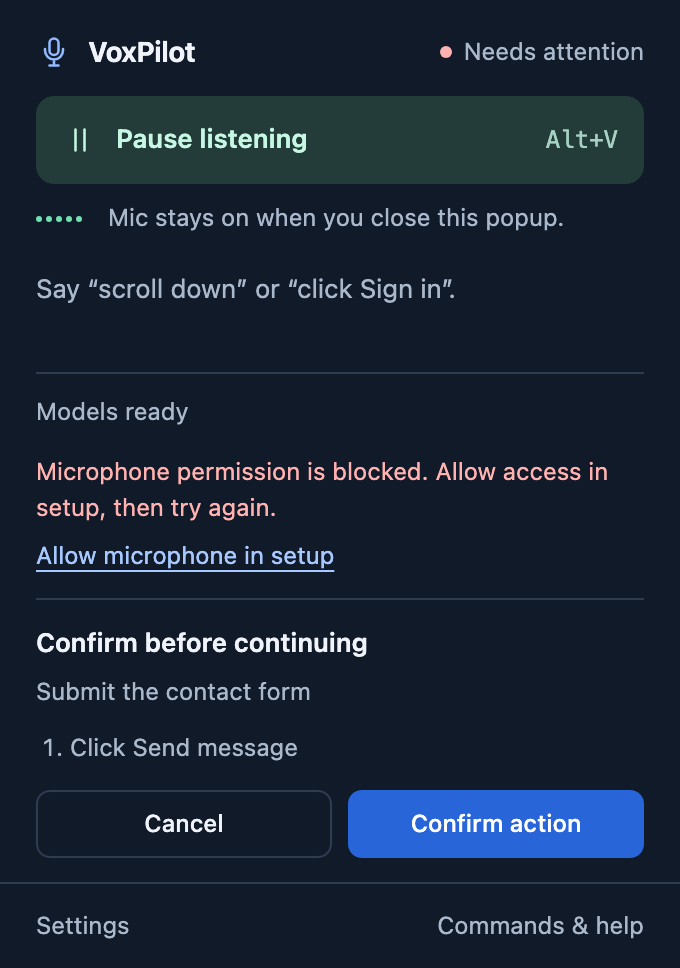 VoxPilot
Needs attention
Pause listening
Alt+V
Mic stays on when you close this popup.
Say “scroll down” or “click Sign in”.
Models ready
Microphone permission is blocked. Allow access in
setup, then try again.
Allow microphone in setup
Confirm before continuing
Submit the contact form
1. Click Send message
Cancel
Confirm action
Settings
Commands & help